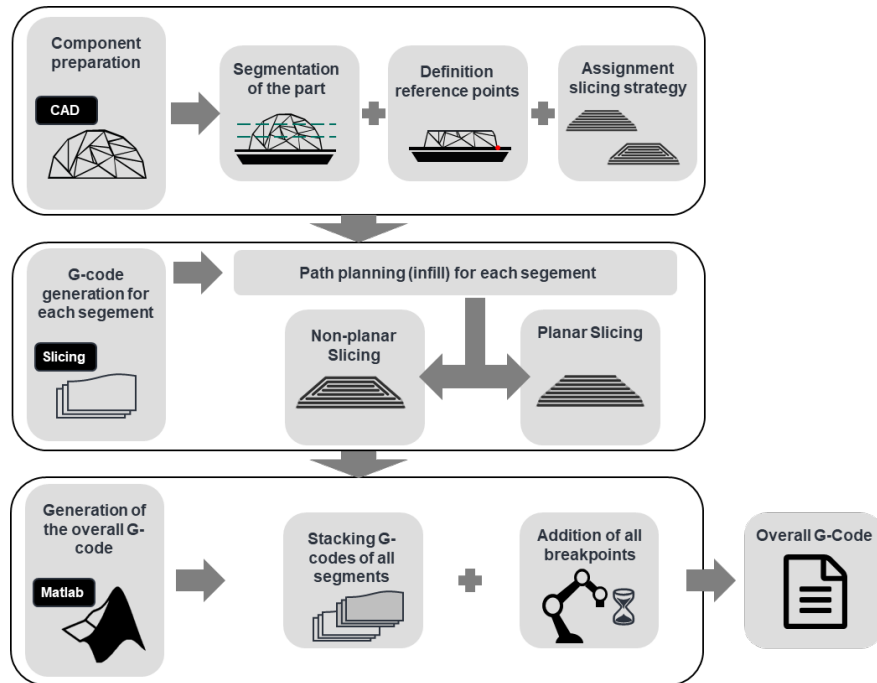 Component
preparation
CAD
Segmentation
of the part
Definition
reference points
Assignment
slicing strategy
G-code
generation for
each segement
Slicing
Path planning (infill) for each segement
Non-planar
Slicing
Planar Slicing
Generation of
the overall G-
code
Matlab
Stacking G-
codes of all
segments
Addition of all
breakpoints
Overall G-Code